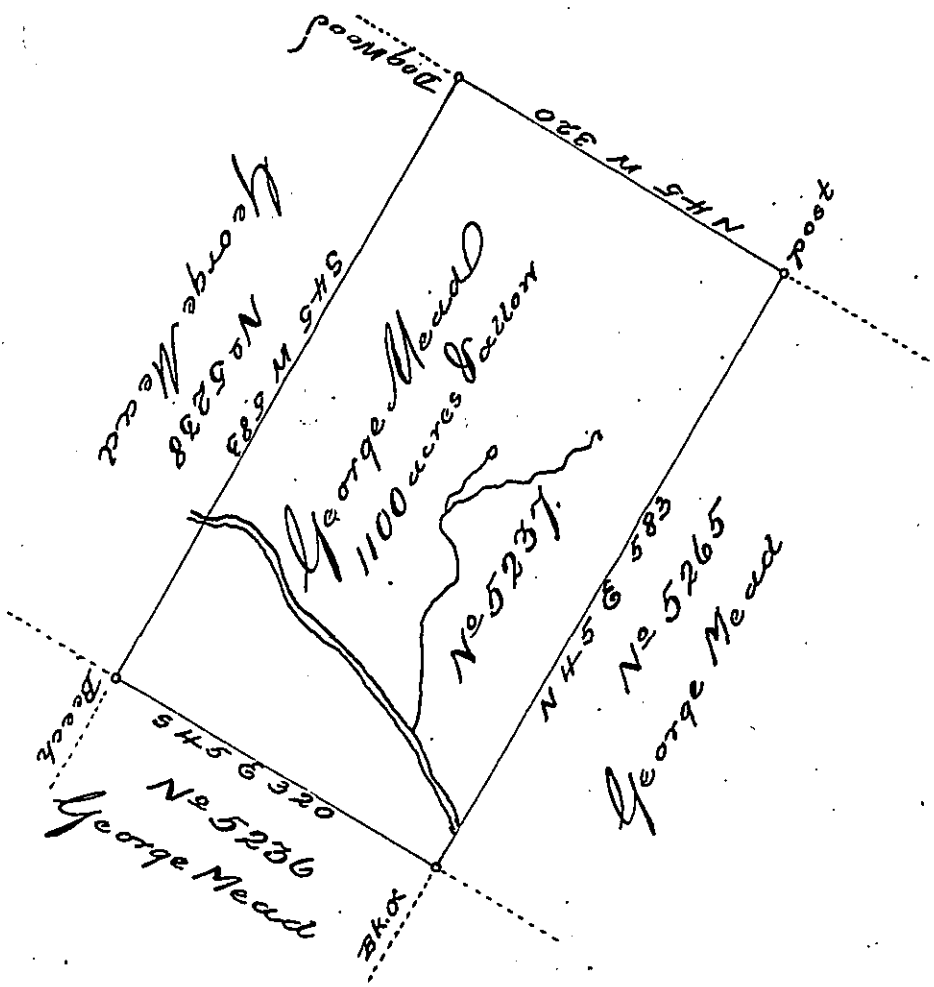 DogWood
N 45 W 320
Post
George Mead
No 5238
S 45 W 583
George Mead
1100 acres & allow
No 5237.
N 45 E 583
No 5265
George Mead
Beech
S 45 E 320
No 5236
George Mead
Bk. O